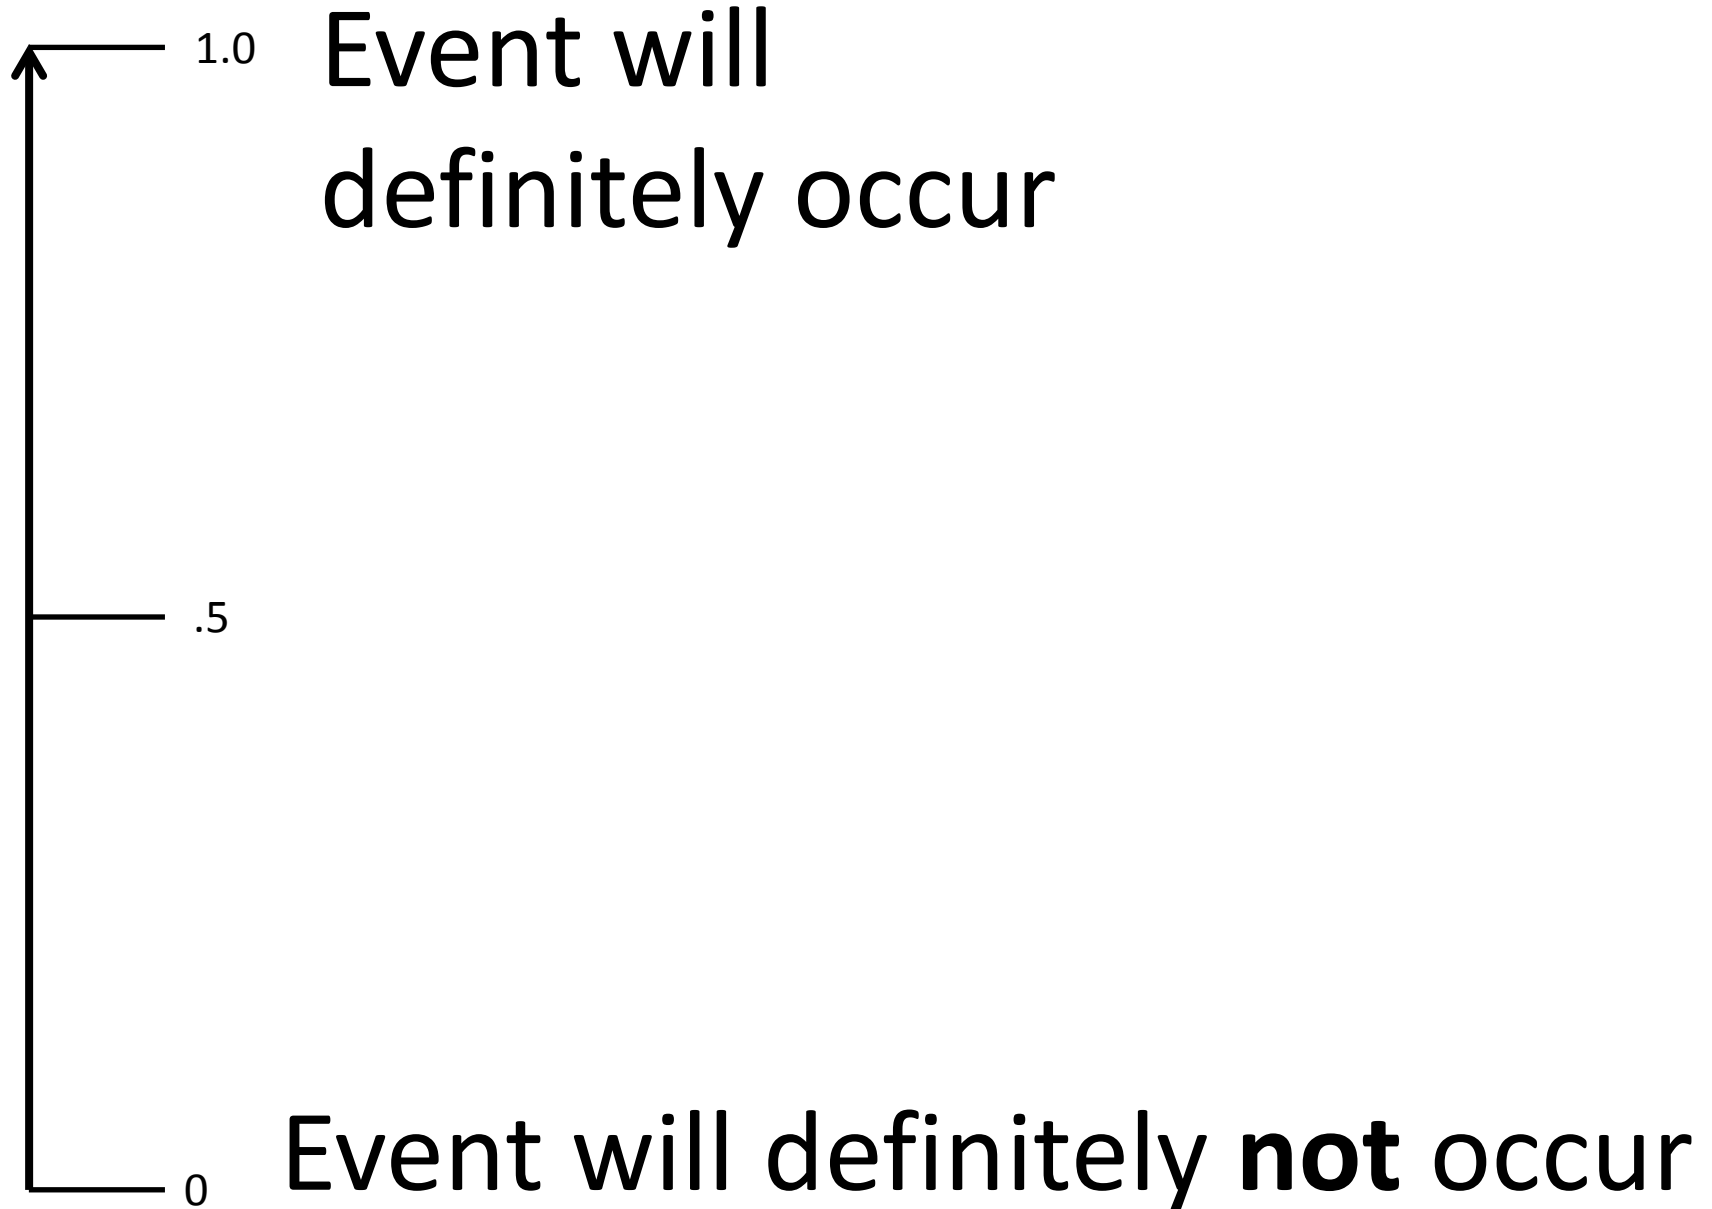 1.0 Event will
definitely occur
.5
0 Event will definitely not occur